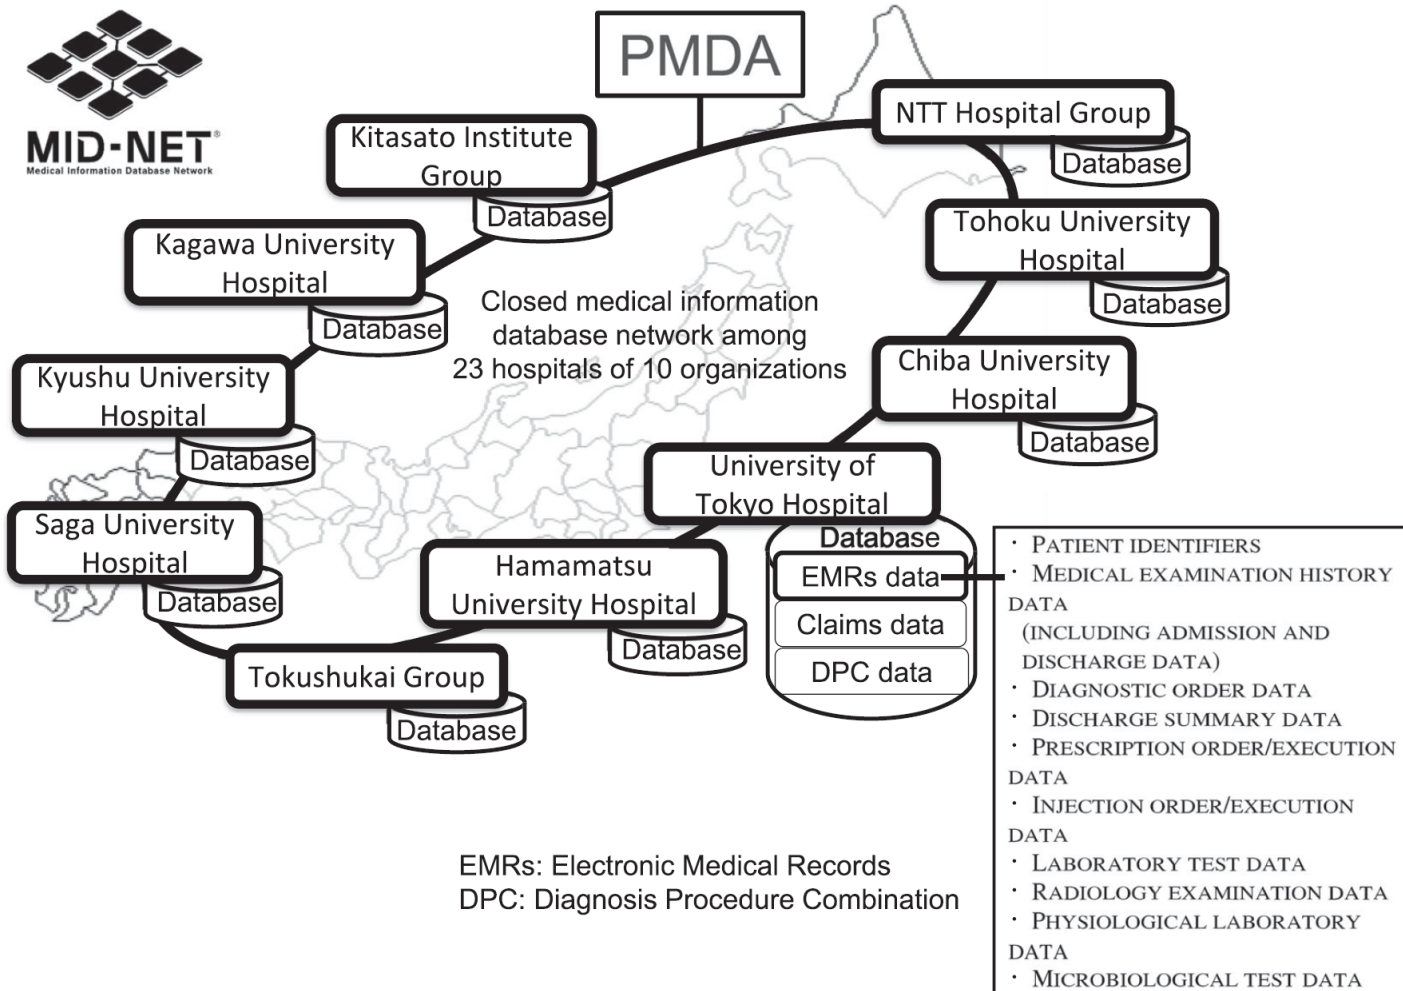 MID-NET®
Medical Information Database Network
PMDA
NTT Hospital Group
Database
Kitasato Institute
Group
Database
Tohoku University
Hospital
Database
Kagawa University
Hospital
Database
Closed medical information
database network among
23 hospitals of 10 organizations
Chiba University
Hospital
Database
Kyushu University
Hospital
Database
University of
Tokyo Hospital
Database
EMRs data
Claims data
DPC data
Saga University
Hospital
Database
Hamamatsu
University Hospital
Database
Tokushukai Group
Database
· PATIENT IDENTIFIERS
· MEDICAL EXAMINATION HISTORY
DATA
(INCLUDING ADMISSION AND
DISCHARGE DATA)
· DIAGNOSTIC ORDER DATA
· DISCHARGE SUMMARY DATA
· PRESCRIPTION ORDER/EXECUTION
DATA
· INJECTION ORDER/EXECUTION
DATA
· LABORATORY TEST DATA
· RADIOLOGY EXAMINATION DATA
· PHYSIOLOGICAL LABORATORY
DATA
· MICROBIOLOGICAL TEST DATA
EMRs: Electronic Medical Records
DPC: Diagnosis Procedure Combination